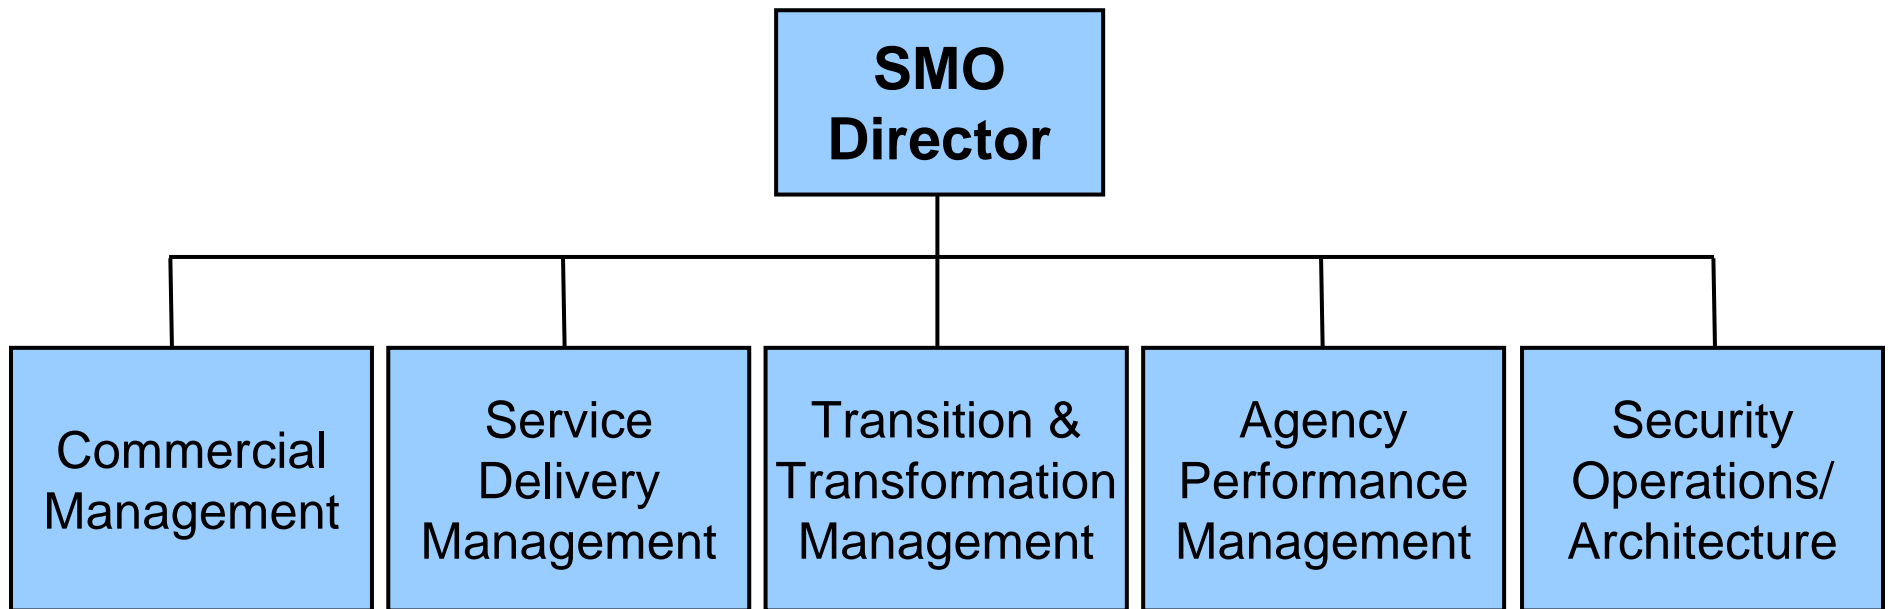 SMO
Director
Commercial
Management
Service
Delivery
Management
Transition &
Transformation
Management
Agency
Performance
Management
Security
Operations/
Architecture